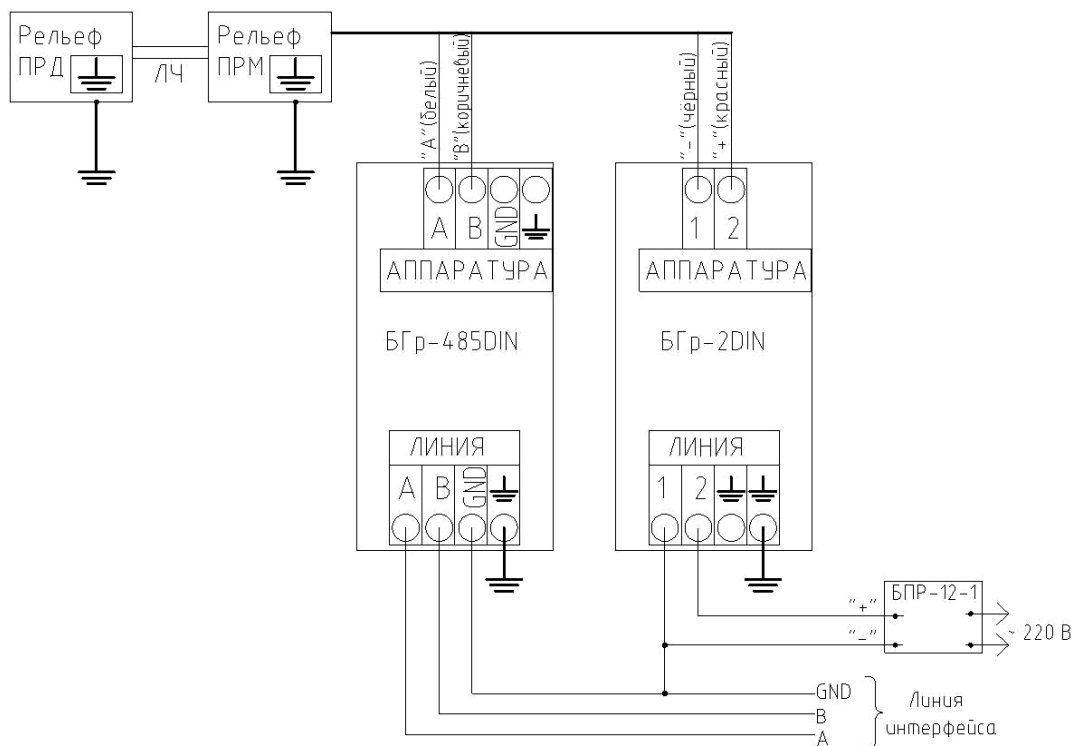 Рельеф
ПРД
ЛЧ
Рельеф
ПРМ
"А"(белый)
"В"(коричневый)
"-"(чёрный)
"+"(красный)
А В GND
АППАРАТУРА
БГр-485DIN
ЛИНИЯ
А В GND
1 2
АППАРАТУРА
БГр-2DIN
ЛИНИЯ
1 2
БПР-12-1
"+"
"-"
~ 220 В
GND
В
А
Линия
интерфейса